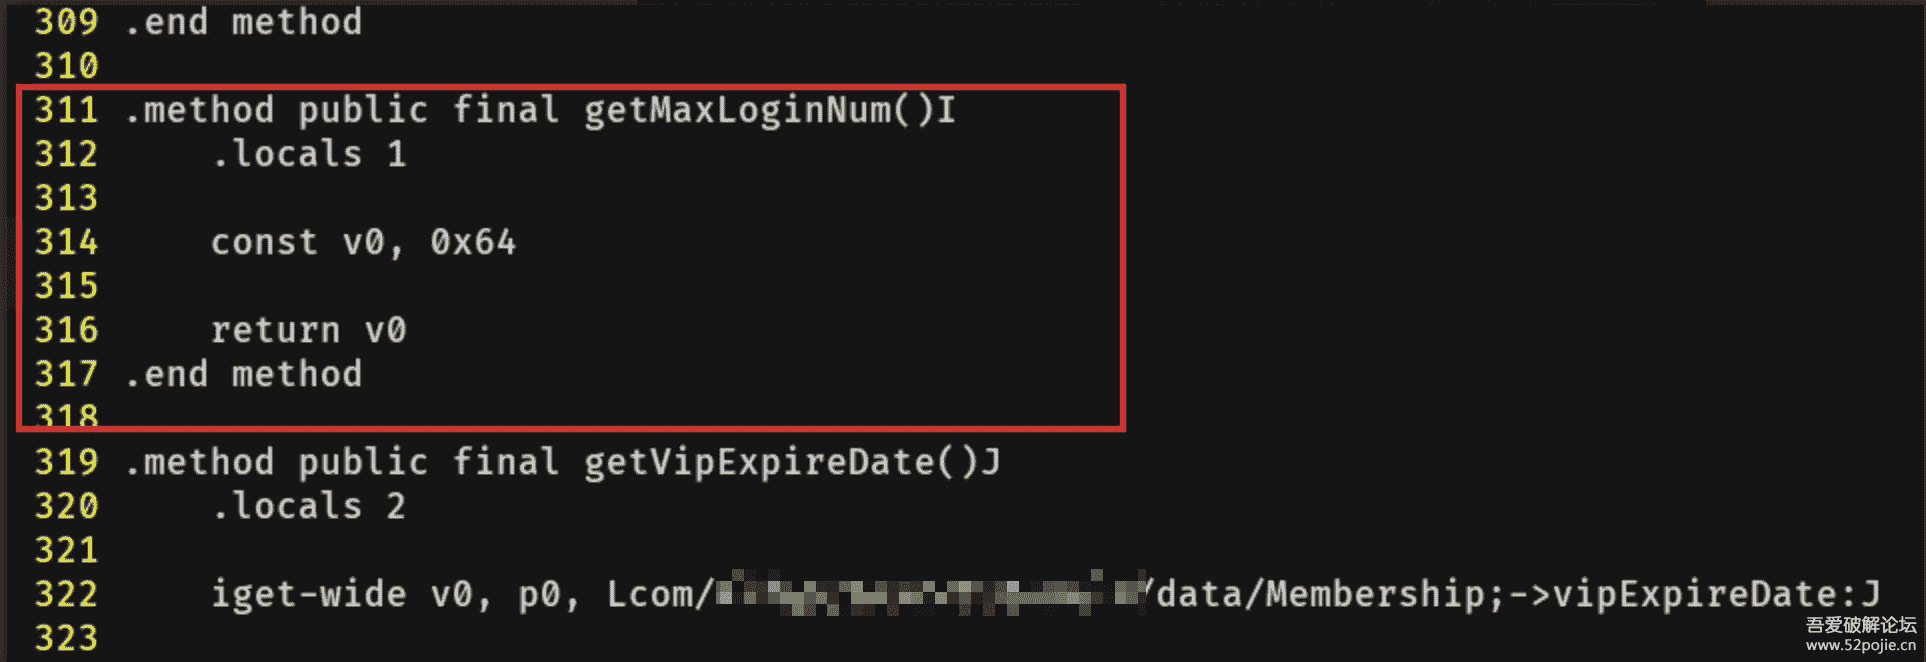 309 .end method
310
311 .method public final getMaxLoginNum()I
312     .locals 1
313
314     const v0, 0x64
315
316     return v0
317 .end method
318
319 .method public final getVipExpireDate()J
320     .locals 2
321
322     iget-wide v0, p0, Lcom/ /data/Membership;->vipExpireDate:J
323
吾爱破解论坛
www.52pojie.cn